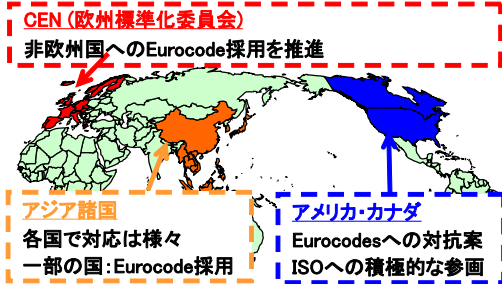 CEN (欧州標準化委員会)
非欧州国へのEurocode採用を推進
アジア諸国
各国で対応は様々
一部の国：Eurocode採用
アメリカ・カナダ
Eurocodesへの対抗案
ISOへの積極的な参画